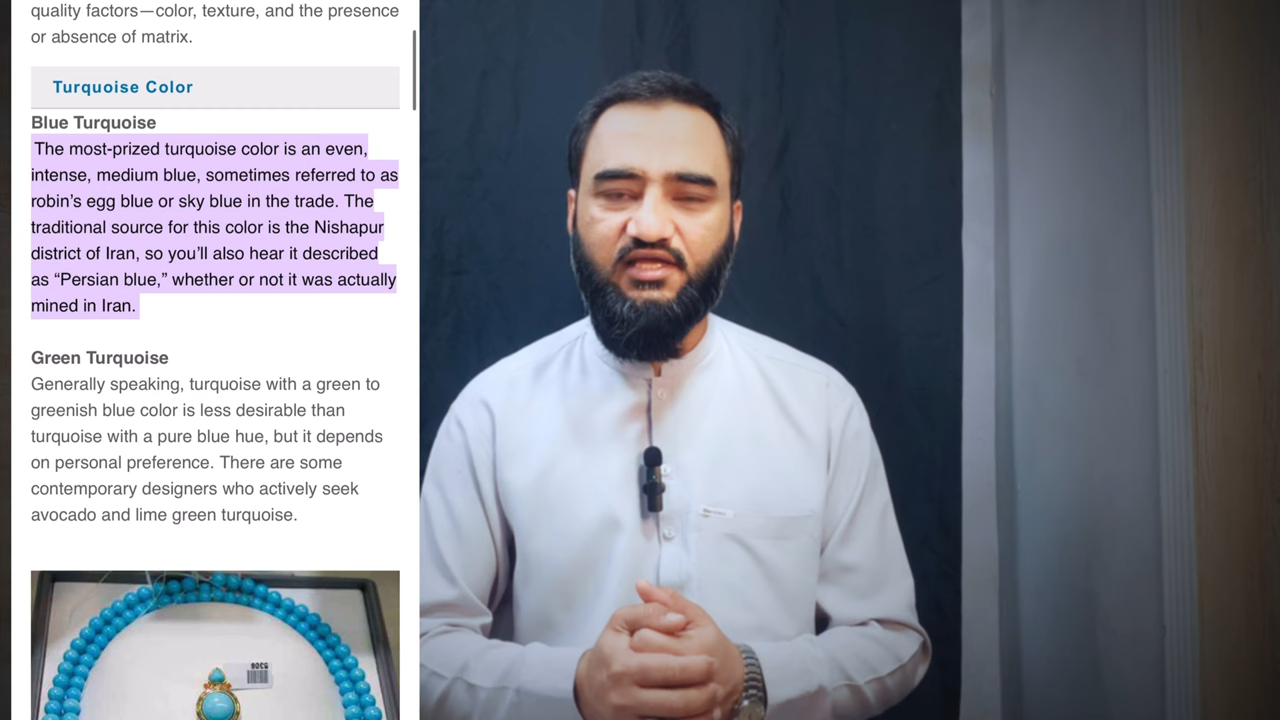 quality factors—color, texture, and the presence
or absence of matrix.
Turquoise Color
Blue Turquoise
The most-prized turquoise color is an even,
intense, medium blue, sometimes referred to as
robin’s egg blue or sky blue in the trade. The
traditional source for this color is the Nishapur
district of Iran, so you’ll also hear it described
as “Persian blue,” whether or not it was actually
mined in Iran.
Green Turquoise
Generally speaking, turquoise with a green to
greenish blue color is less desirable than
turquoise with a pure blue hue, but it depends
on personal preference. There are some
contemporary designers who actively seek
avocado and lime green turquoise.